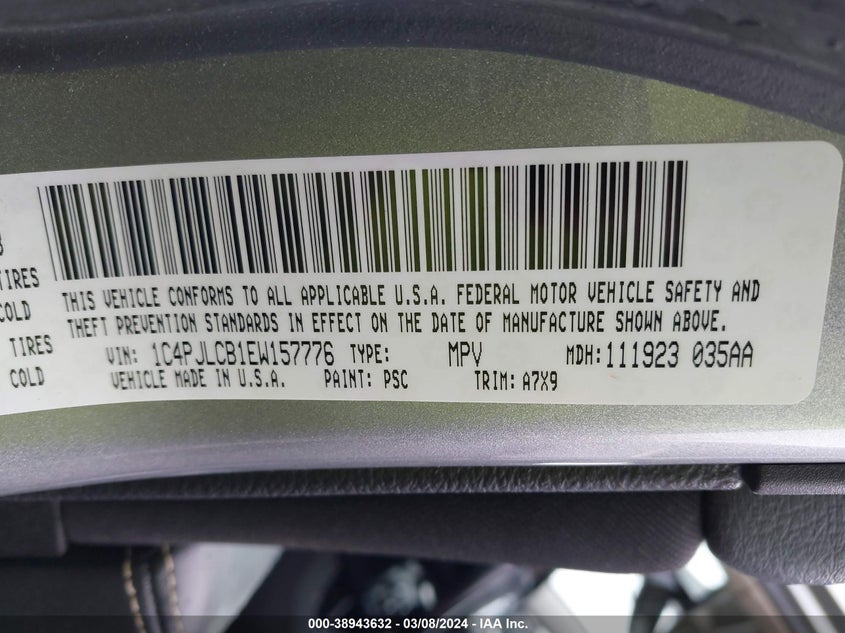 TIRES
COLD
TIRES
COLD
THIS VEHICLE CONFORMS TO ALL APPLICABLE U.S.A. FEDERAL MOTOR VEHICLE SAFETY AND
THEFT PREVENTION STANDARDS IN EFFECT ON THE DATE OF MANUFACTURE SHOWN ABOVE.
VIN: 1C4PJLCB1EW157776 TYPE: MPV MDH: 111923 035AA
VEHICLE MADE IN U.S.A. PAINT: PSC TRIM: A7X9
000-38943632 - 03/08/2024 - IAA Inc.